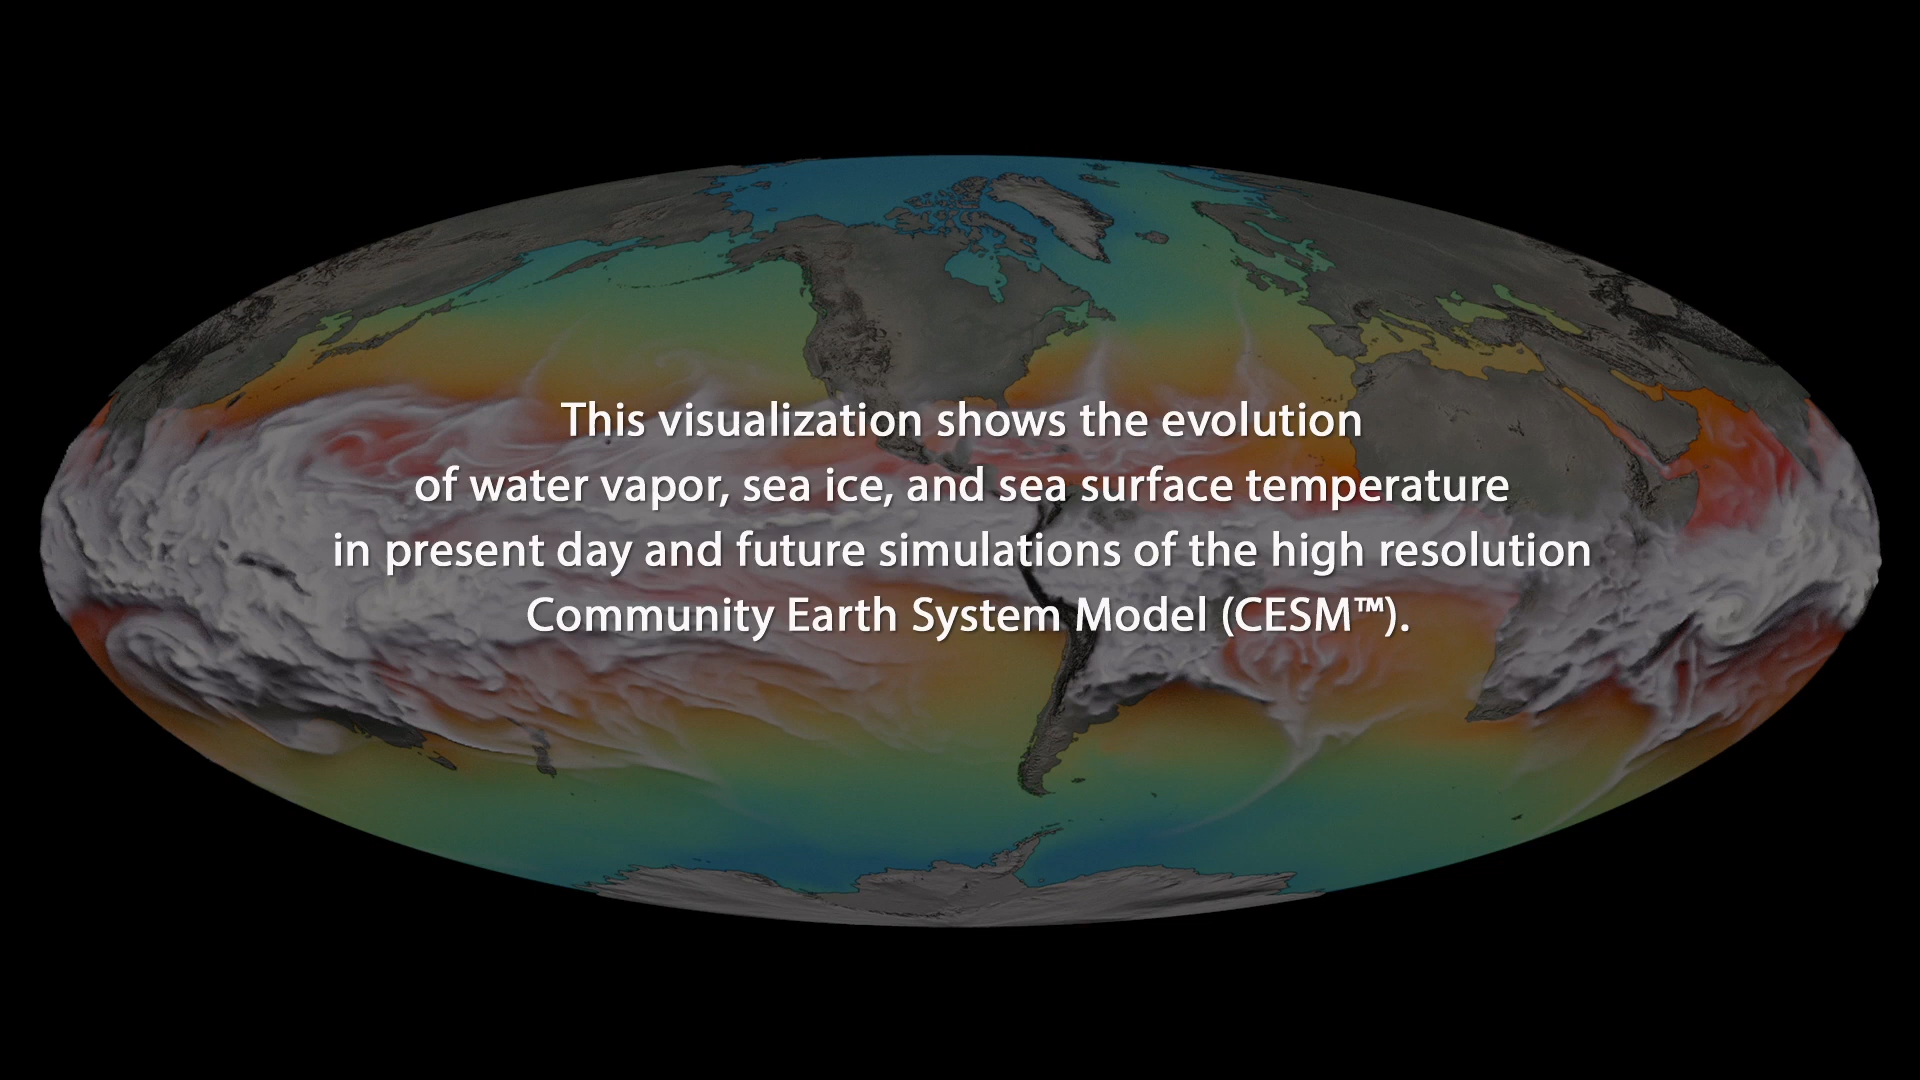 This visualization shows the evolution
of water vapor, sea ice, and sea surface temperature
in present day and future simulations of the high resolution
Community Earth System Model (CESM™).